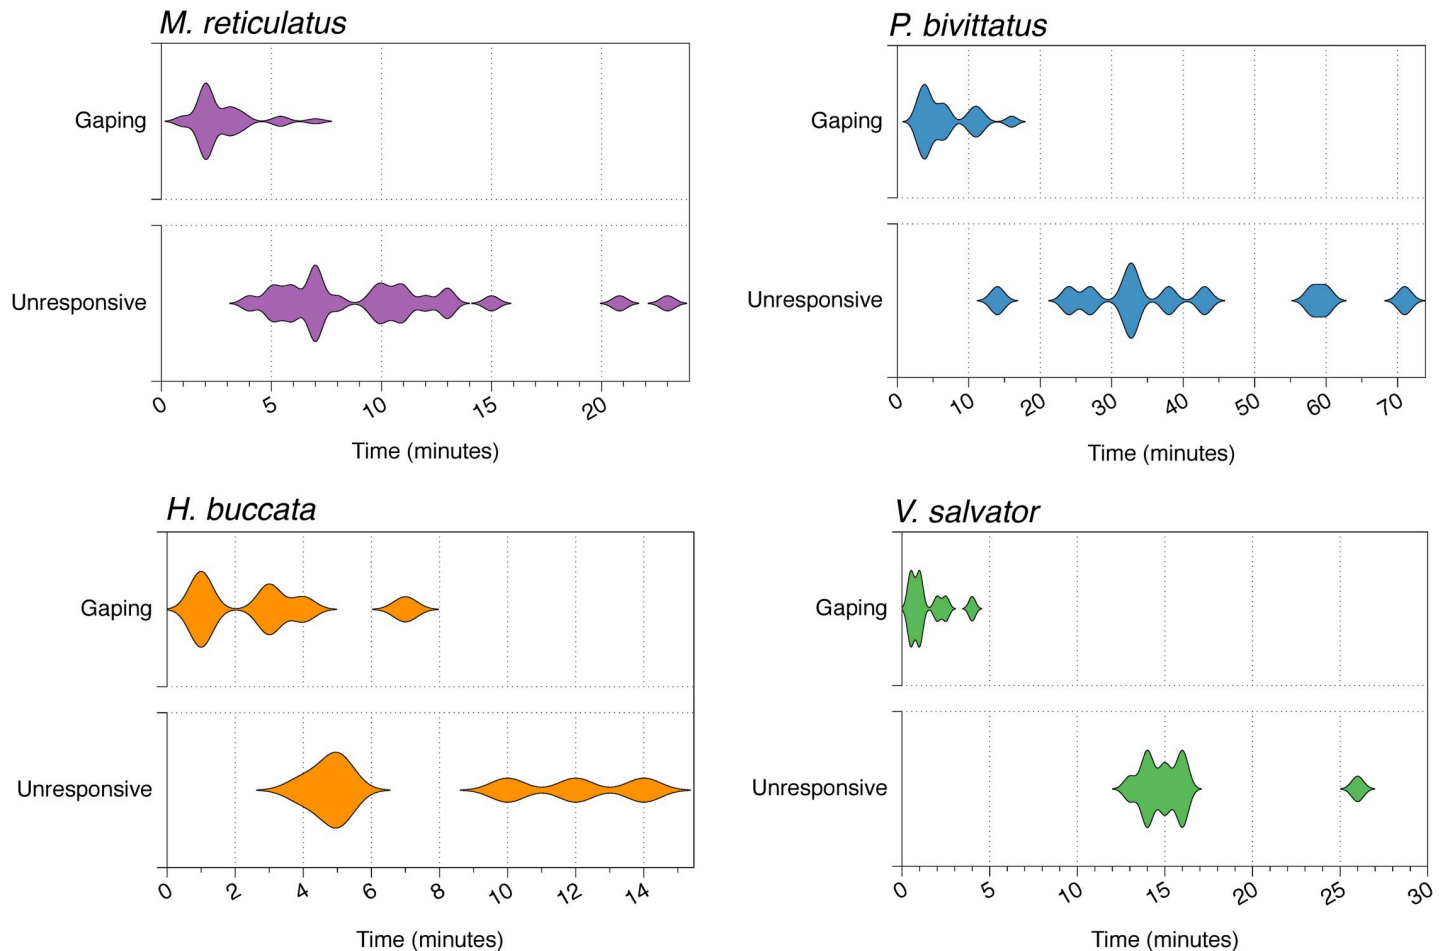 M. reticulatus
Gaping
Unresponsive
0 5 10 15 20
Time (minutes)
P. bivittatus
Gaping
Unresponsive
0 10 20 30 40 50 60 70
Time (minutes)
H. buccata
Gaping
Unresponsive
0 2 4 6 8 10 12 14
Time (minutes)
V. salvator
Gaping
Unresponsive
0 5 10 15 20 25 30
Time (minutes)